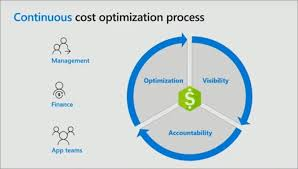 Continuous cost optimization process
Management
Finance
App teams
Optimization
Visibility
$
Accountability